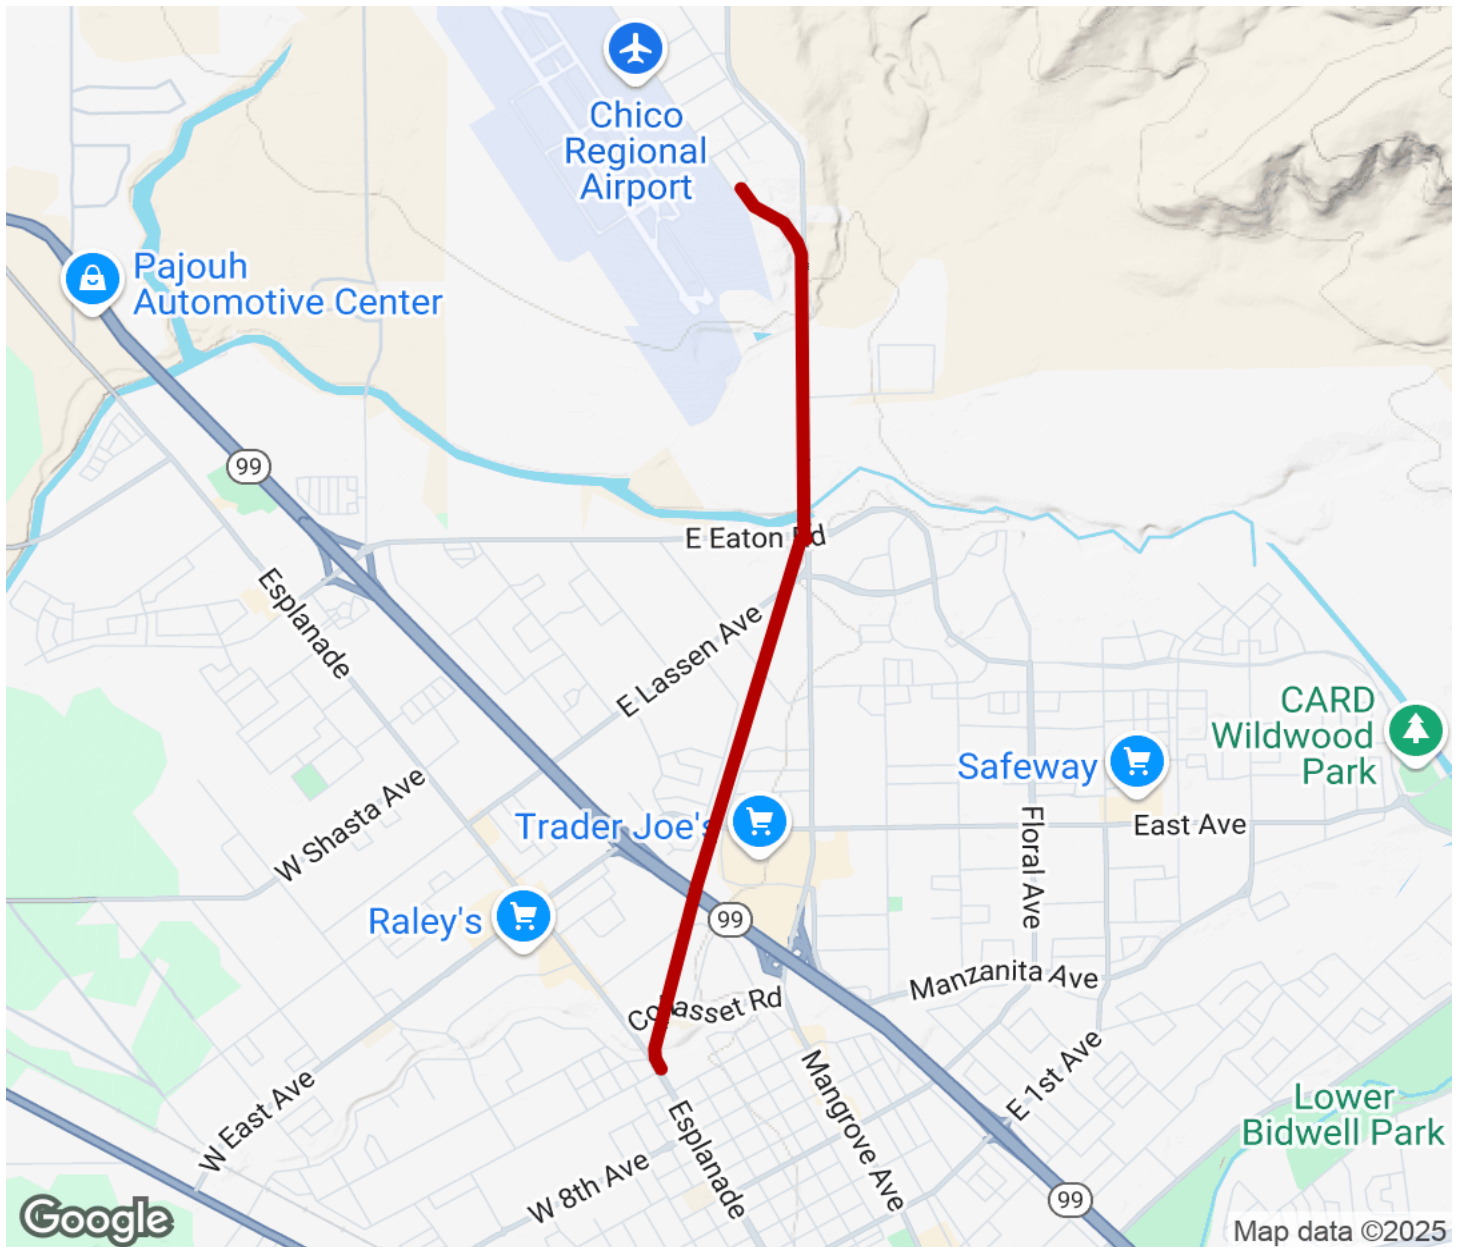 Chico
Regional
Airport
Pajouh
Automotive Center
99
E Eaton Rd
Esplanade
E Lassen Ave
CARD
Wildwood
Park
Safeway
W Shasta Ave
Trader Joe's
East Ave
Floral Ave
Raley's
99
Manzanita Ave
Cohasset Rd
Mangrove Ave
E 1st Ave
W East Ave
Esplanade
Lower
Bidwell Park
W 8th Ave
99
Google
Map data ©2025